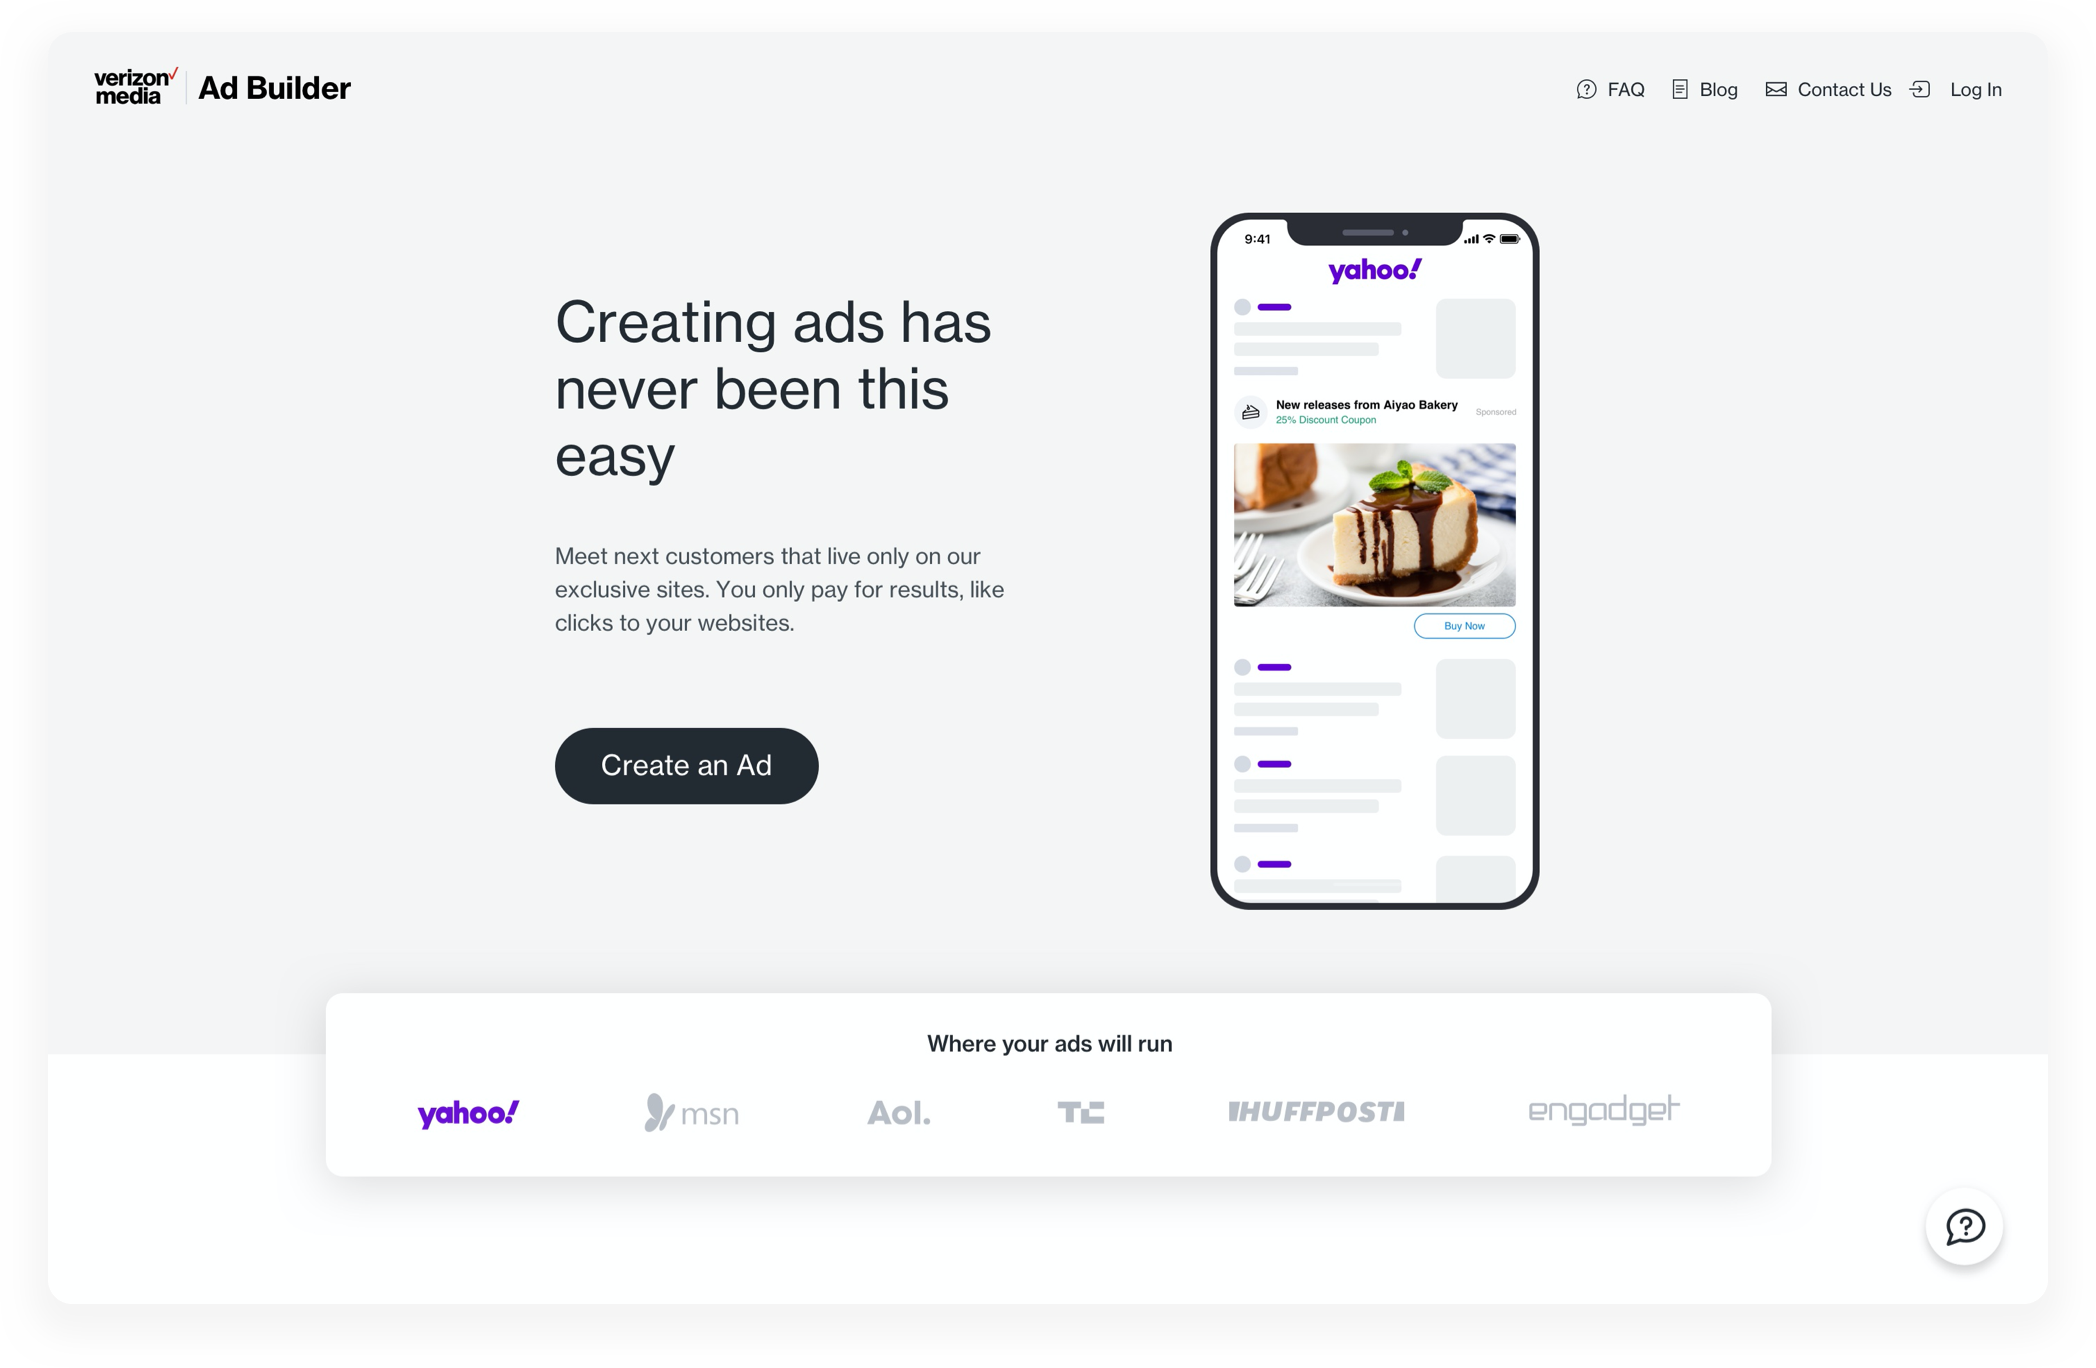 verizon✓
media
Ad Builder
FAQ
Blog
Contact Us
Log In
Creating ads has
never been this
easy
Meet next customers that live only on our
exclusive sites. You only pay for results, like
clicks to your websites.
Create an Ad
9:41
yahoo!
New releases from Aiyao Bakery
25% Discount Coupon
Sponsored
Buy Now
Where your ads will run
yahoo!
msn
Aol.
TC
HUFFPOST
engadget